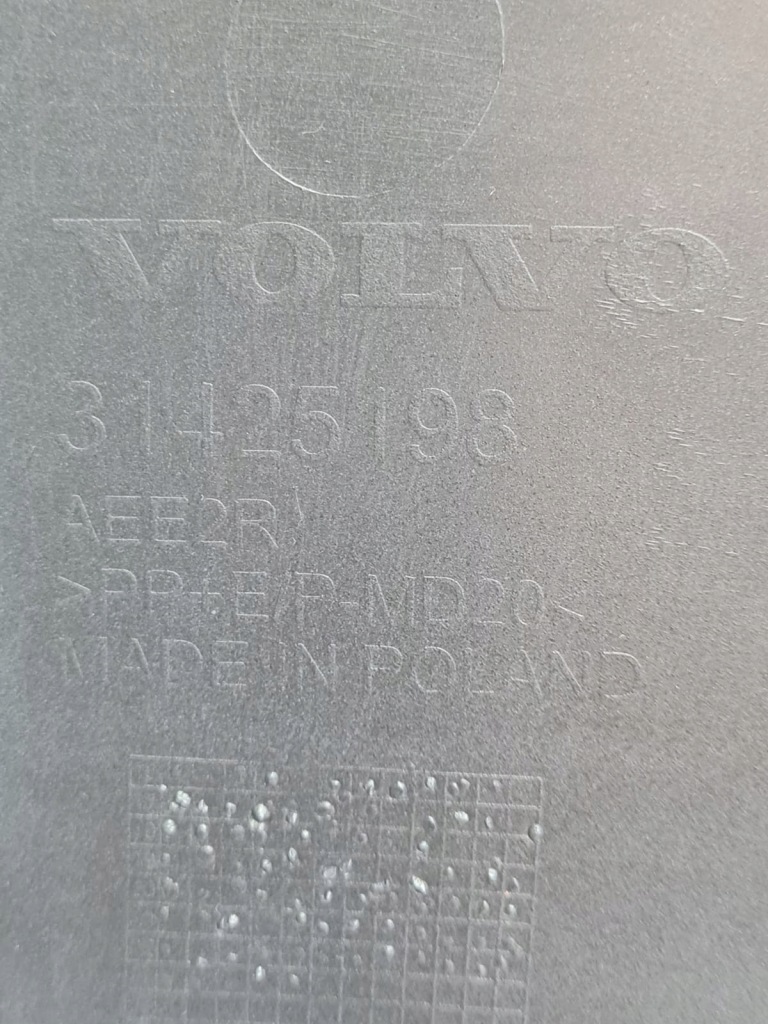 VOLVO
31425198
AEE2R
>PP+E/P-MD20<
MADE IN POLAND